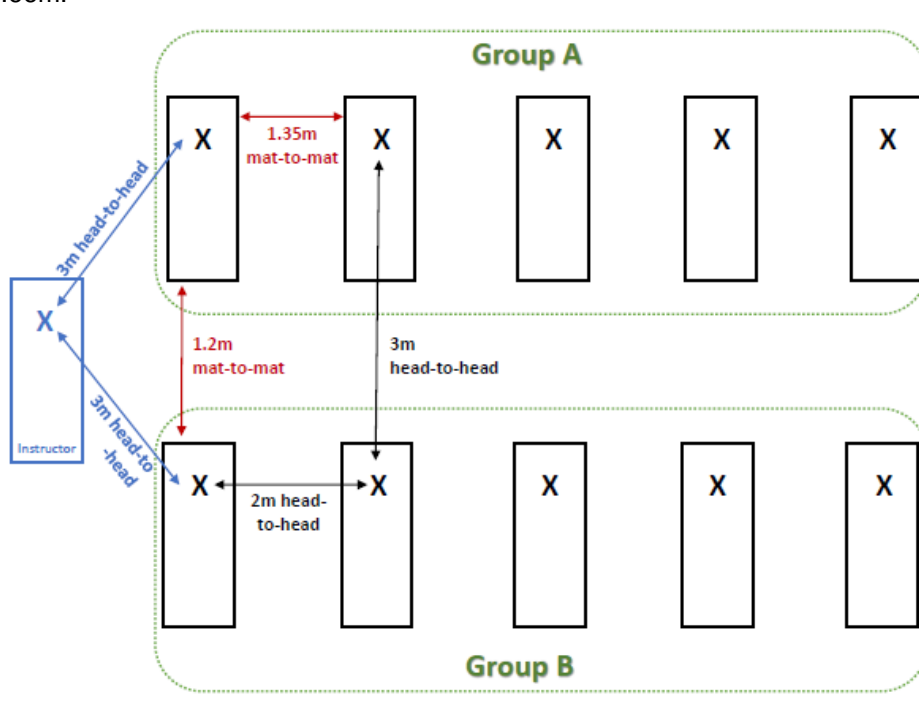 Group A
X
X
X
X
X
1.35m
mat-to-mat
3m head-to-head
X
Instructor
3m head-to
-head
1.2m
mat-to-mat
3m
head-to-head
X
X
X
X
X
2m head-
to-head
Group B